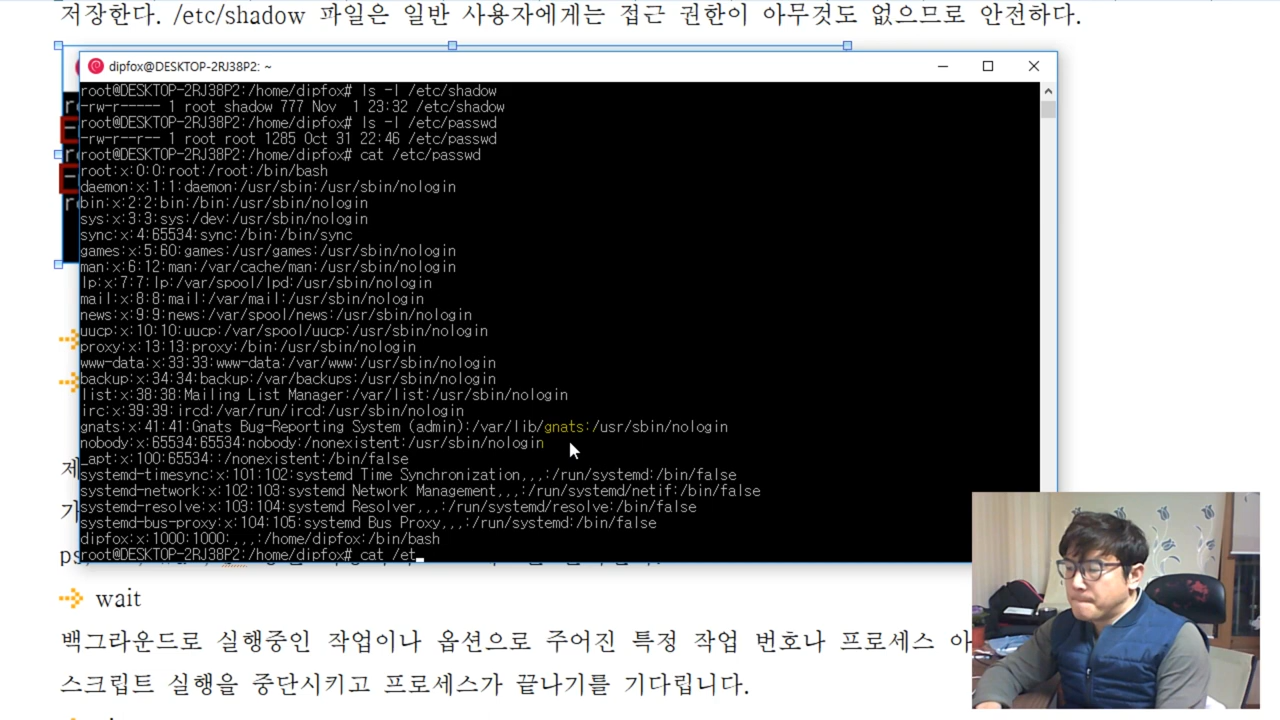 저장한다. /etc/shadow 파일은 일반 사용자에게는 접근 권한이 아무것도 없으므로 안전하다.
dipfox@DESKTOP-2RJ38P2: ~
root@DESKTOP-2RJ38P2:/home/dipfox# ls -l /etc/shadow
-rw-r----- 1 root shadow 777 Nov  1 23:32 /etc/shadow
root@DESKTOP-2RJ38P2:/home/dipfox# ls -l /etc/passwd
-rw-r--r-- 1 root root 1285 Oct 31 22:46 /etc/passwd
root@DESKTOP-2RJ38P2:/home/dipfox# cat /etc/passwd
root:x:0:0:root:/root:/bin/bash
daemon:x:1:1:daemon:/usr/sbin:/usr/sbin/nologin
bin:x:2:2:bin:/bin:/usr/sbin/nologin
sys:x:3:3:sys:/dev:/usr/sbin/nologin
sync:x:4:65534:sync:/bin:/bin/sync
games:x:5:60:games:/usr/games:/usr/sbin/nologin
man:x:6:12:man:/var/cache/man:/usr/sbin/nologin
lp:x:7:7:lp:/var/spool/lpd:/usr/sbin/nologin
mail:x:8:8:mail:/var/mail:/usr/sbin/nologin
news:x:9:9:news:/var/spool/news:/usr/sbin/nologin
uucp:x:10:10:uucp:/var/spool/uucp:/usr/sbin/nologin
proxy:x:13:13:proxy:/bin:/usr/sbin/nologin
www-data:x:33:33:www-data:/var/www:/usr/sbin/nologin
backup:x:34:34:backup:/var/backups:/usr/sbin/nologin
list:x:38:38:Mailing List Manager:/var/list:/usr/sbin/nologin
irc:x:39:39:ircd:/var/run/ircd:/usr/sbin/nologin
gnats:x:41:41:Gnats Bug-Reporting System (admin):/var/lib/gnats:/usr/sbin/nologin
nobody:x:65534:65534:nobody:/nonexistent:/usr/sbin/nologin
_apt:x:100:65534::/nonexistent:/bin/false
systemd-timesync:x:101:102:systemd Time Synchronization,,,:/run/systemd:/bin/false
systemd-network:x:102:103:systemd Network Management,,,:/run/systemd/netif:/bin/false
systemd-resolve:x:103:104:systemd Resolver,,,:/run/systemd/resolve:/bin/false
systemd-bus-proxy:x:104:105:systemd Bus Proxy,,,:/run/systemd:/bin/false
dipfox:x:1000:1000:,,,:/home/dipfox:/bin/bash
root@DESKTOP-2RJ38P2:/home/dipfox# cat /et
wait
백그라운드로 실행중인 작업이나 옵션으로 주어진 특정 작업 번호나 프로세스 아
스크립트 실행을 중단시키고 프로세스가 끝나기를 기다립니다.